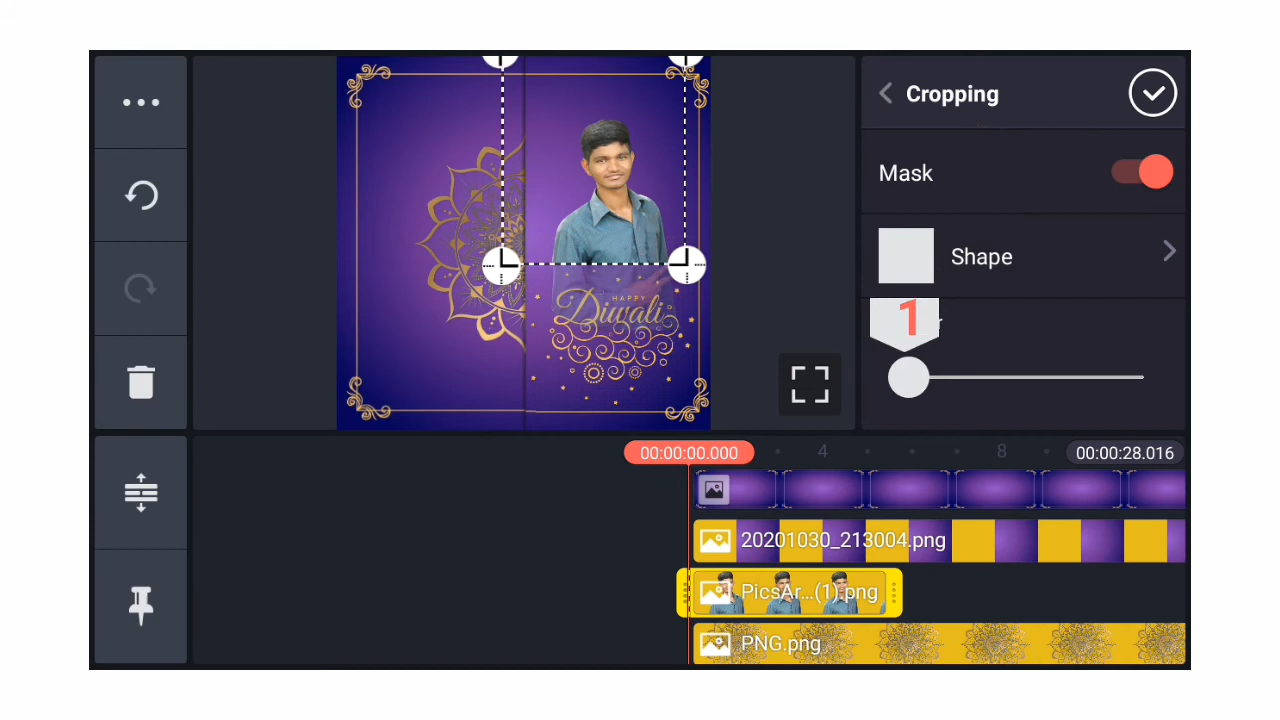 Cropping
Mask
Shape
1
HAPPY
Diwali
00:00:00.000
4
8
00:00:28.016
20201030_213004.png
PicsAr...(1).png
PNG.png